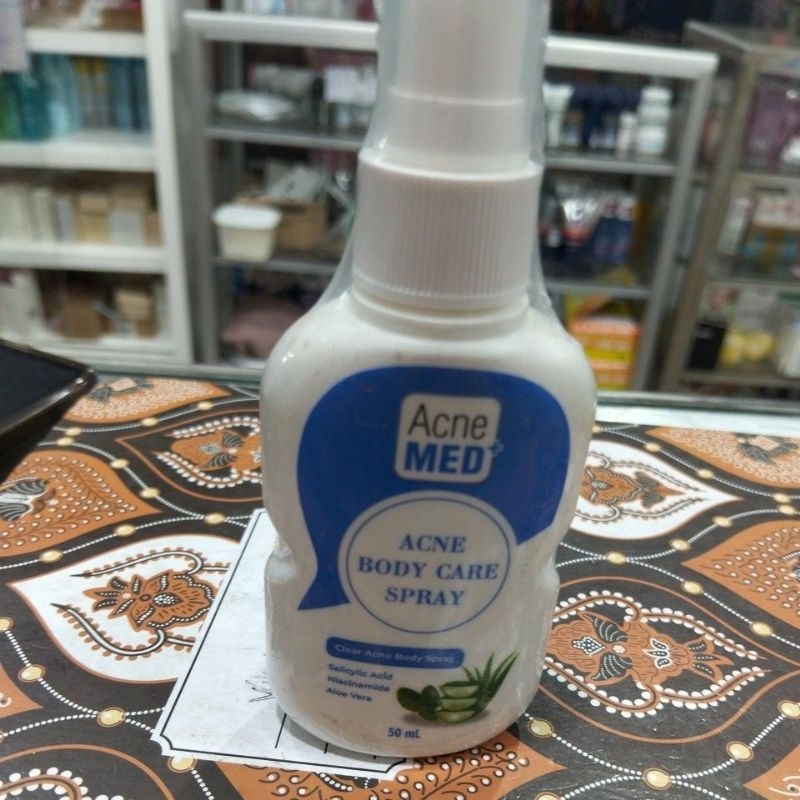 Acne
MED+
ACNE
BODY CARE
SPRAY
Clear Acne Body Spray
Salicylic Acid
Niacinamide
Aloe Vera
50 mL